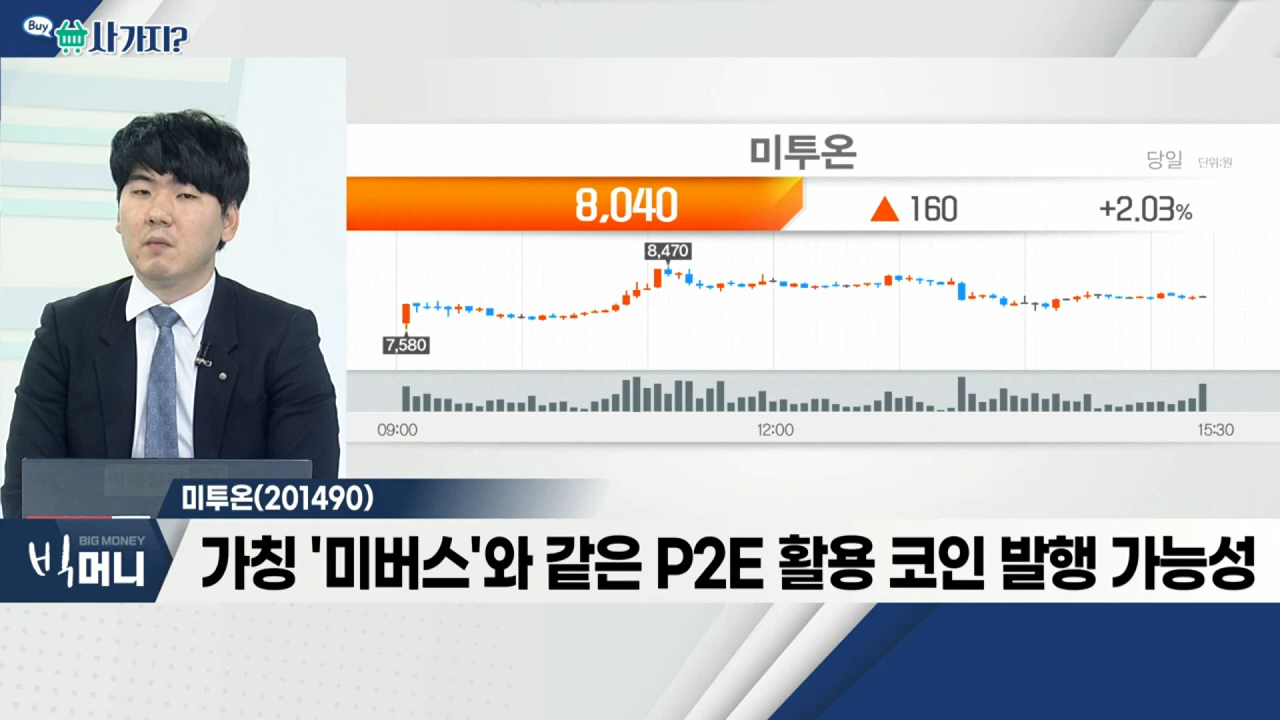 Buy
사가지?
미투온
당일 단위:원
8,040 ▲ 160 +2.03%
8,470
7,580
09:00 12:00 15:30
미투온(201490)
BIG MONEY
빅머니
가칭 '미버스'와 같은 P2E 활용 코인 발행 가능성